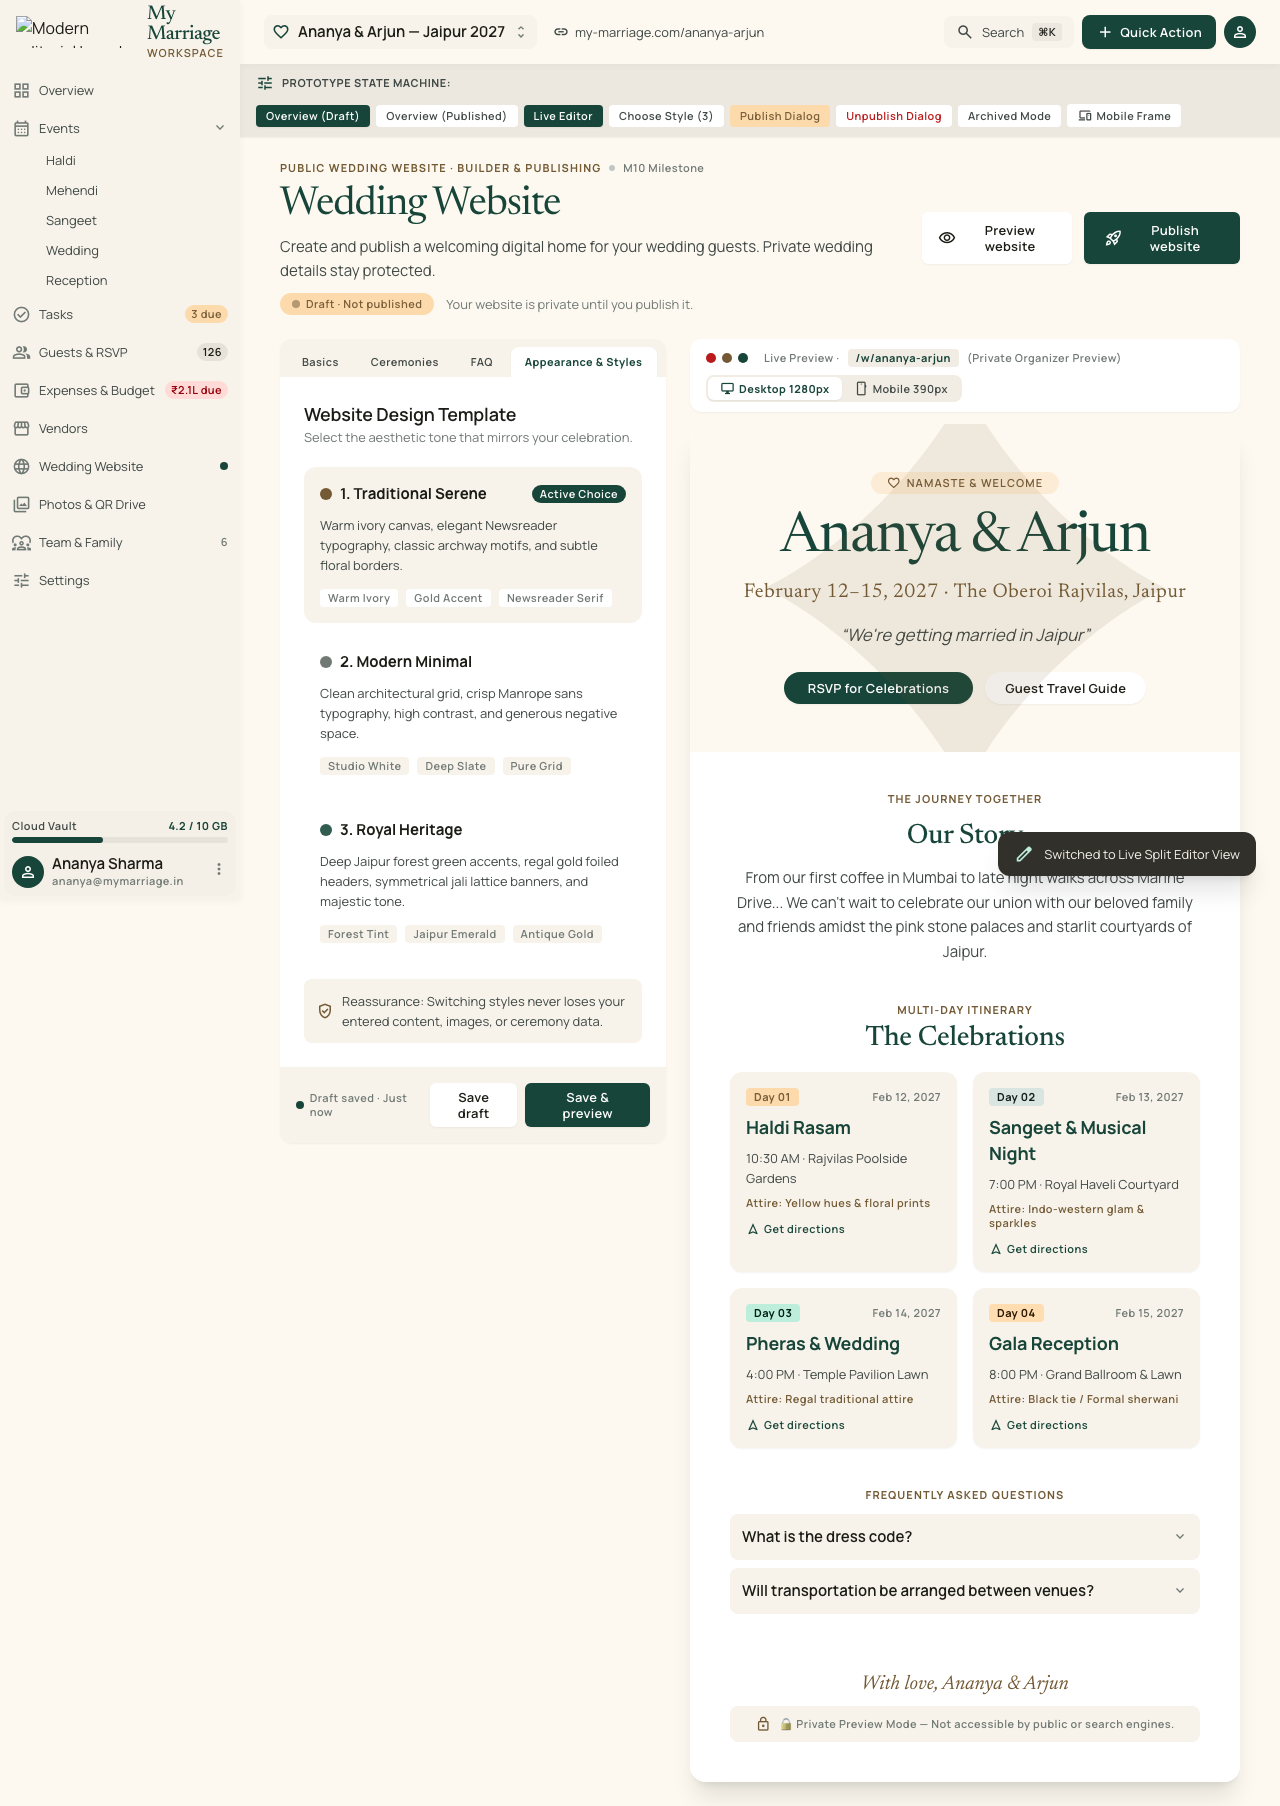 Modern
My
Marriage
WORKSPACE
Overview
Events
Haldi
Mehendi
Sangeet
Wedding
Reception
Tasks
3 due
Guests & RSVP
126
Expenses & Budget
₹2.1L due
Vendors
Wedding Website
Photos & QR Drive
Team & Family
6
Settings
Cloud Vault
4.2 / 10 GB
Ananya Sharma
ananya@mymarriage.in
Ananya & Arjun — Jaipur 2027
my-marriage.com/ananya-arjun
Search ⌘K
Quick Action
PROTOTYPE STATE MACHINE:
Overview (Draft)
Overview (Published)
Live Editor
Choose Style (3)
Publish Dialog
Unpublish Dialog
Archived Mode
Mobile Frame
PUBLIC WEDDING WEBSITE · BUILDER & PUBLISHING
M10 Milestone
Wedding Website
Create and publish a welcoming digital home for your wedding guests. Private wedding
details stay protected.
Draft · Not published
Your website is private until you publish it.
Preview
website
Publish
website
Basics
Ceremonies
FAQ
Appearance & Styles
Website Design Template
Select the aesthetic tone that mirrors your celebration.
1. Traditional Serene
Active Choice
Warm ivory canvas, elegant Newsreader
typography, classic archway motifs, and subtle
floral borders.
Warm Ivory
Gold Accent
Newsreader Serif
2. Modern Minimal
Clean architectural grid, crisp Manrope sans
typography, high contrast, and generous negative
space.
Studio White
Deep Slate
Pure Grid
3. Royal Heritage
Deep Jaipur forest green accents, regal gold foiled
headers, symmetrical jali lattice banners, and
majestic tone.
Forest Tint
Jaipur Emerald
Antique Gold
Reassurance: Switching styles never loses your
entered content, images, or ceremony data.
Draft saved · Just
now
Save
draft
Save &
preview
Live Preview ·
/w/ananya-arjun
(Private Organizer Preview)
Desktop 1280px
Mobile 390px
NAMASTE & WELCOME
Ananya & Arjun
February 12–15, 2027 · The Oberoi Rajvilas, Jaipur
“We're getting married in Jaipur”
RSVP for Celebrations
Guest Travel Guide
THE JOURNEY TOGETHER
Our Story
Switched to Live Split Editor View
From our first coffee in Mumbai to late night walks across Marine
Drive... We can't wait to celebrate our union with our beloved family
and friends amidst the pink stone palaces and starlit courtyards of
Jaipur.
MULTI-DAY ITINERARY
The Celebrations
Day 01
Feb 12, 2027
Haldi Rasam
10:30 AM · Rajvilas Poolside
Gardens
Attire: Yellow hues & floral prints
Get directions
Day 02
Feb 13, 2027
Sangeet & Musical
Night
7:00 PM · Royal Haveli Courtyard
Attire: Indo-western glam &
sparkles
Get directions
Day 03
Feb 14, 2027
Pheras & Wedding
4:00 PM · Temple Pavilion Lawn
Attire: Regal traditional attire
Get directions
Day 04
Feb 15, 2027
Gala Reception
8:00 PM · Grand Ballroom & Lawn
Attire: Black tie / Formal sherwani
Get directions
FREQUENTLY ASKED QUESTIONS
What is the dress code?
Will transportation be arranged between venues?
With love, Ananya & Arjun
🔒 Private Preview Mode — Not accessible by public or search engines.